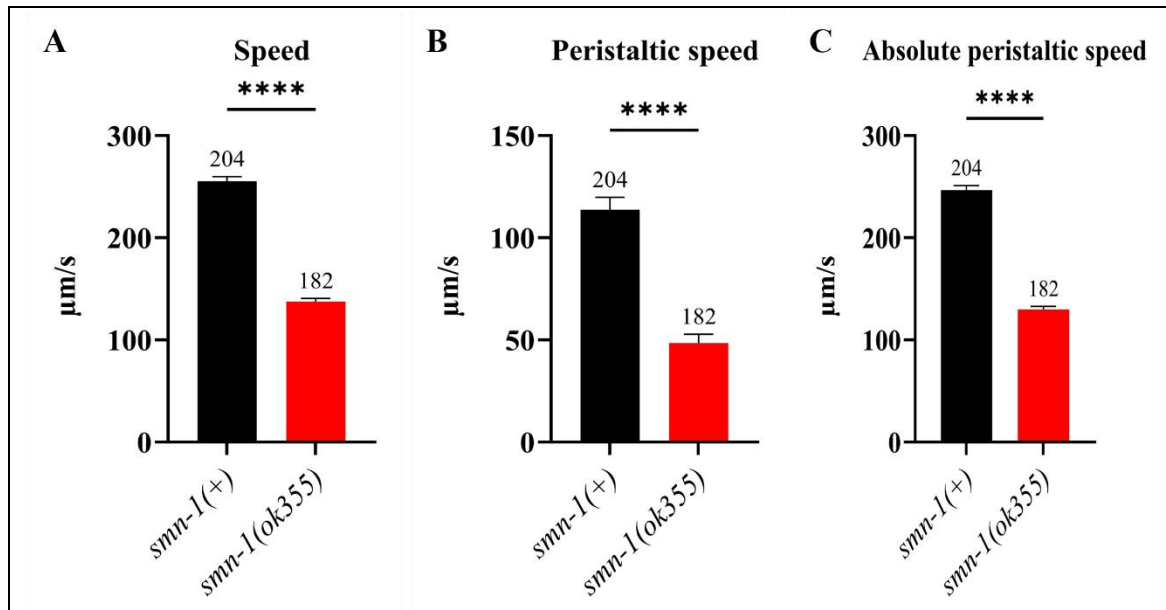 A
Speed
****
μm/s
300
200
100
0
204
182
smn-1(+)
smn-1(ok355)
B
Peristaltic speed
****
μm/s
150
100
50
0
204
182
smn-1(+)
smn-1(ok355)
C
Absolute peristaltic speed
****
μm/s
300
200
100
0
204
182
smn-1(+)
smn-1(ok355)